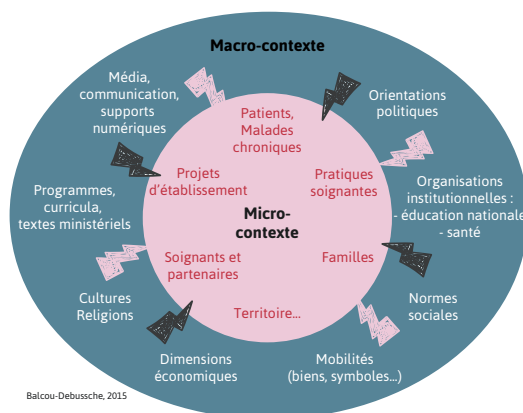 Macro-contexte
Média,
communication,
supports
numériques
Orientations
politiques
Patients,
Malades
chroniques
Projets
d'établissement
Pratiques
soignantes
Programmes,
curricula,
textes ministériels
Organisations
institutionnelles :
- éducation nationale
- santé
Micro-
contexte
Soignants et
partenaires
Familles
Cultures
Religions
Territoire...
Normes
sociales
Dimensions
économiques
Mobilités
(biens, symboles...)
Balcou-Debussche, 2015